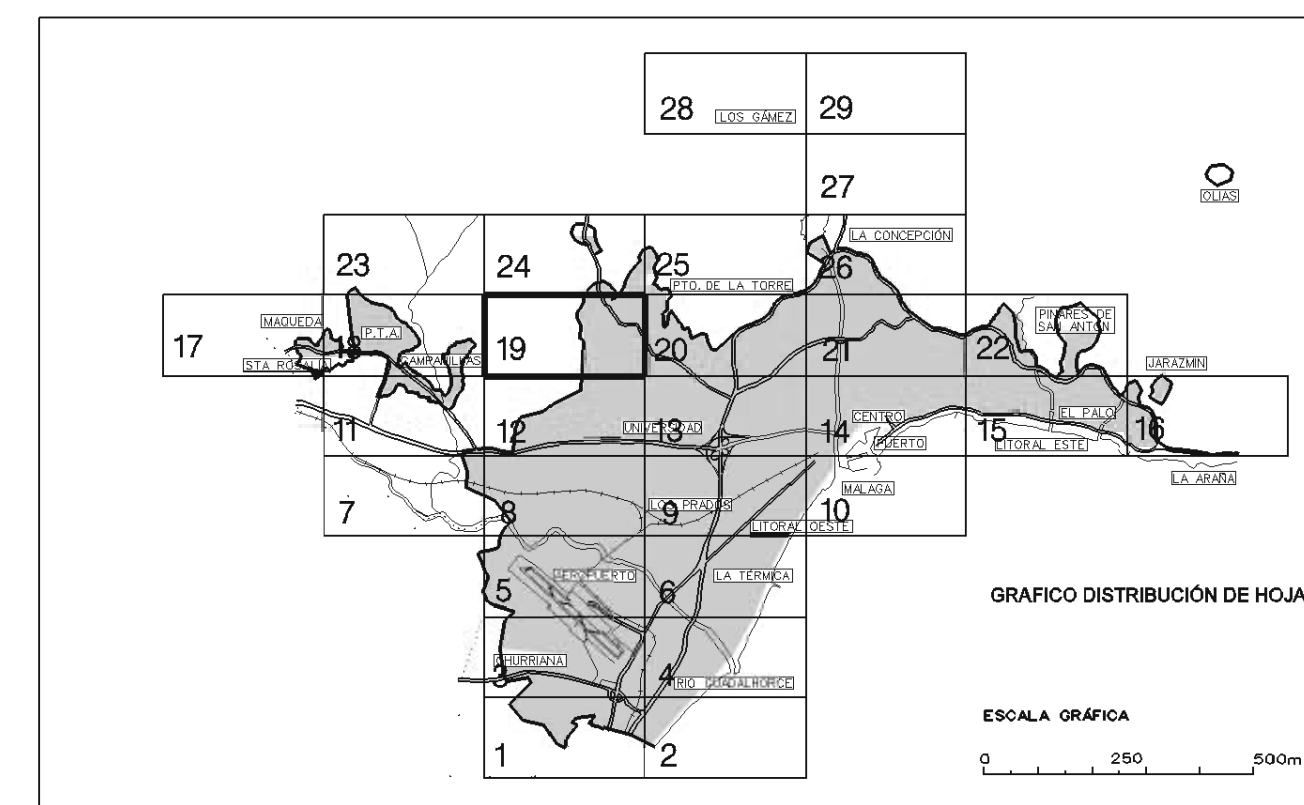 28 LOS GÁMEZ 29
27
OLIAS
LA CONCEPCIÓN
23 24 25 26
PTO. DE LA TORRE
MAQUEDA
P.T.A.
PINARES DE
SAN ANTÓN
17 18 19 20 21 22
STA ROSALIA
CAMPANILLAS
JARAZMIN
CENTRO
EL PALO
11 12 UNIVERSIDAD 13 14 PUERTO 15 LITORAL ESTE 16
LA ARAÑA
MALAGA
7 8 LOS PRADOS 9 10
LITORAL OESTE
5 AEROPUERTO 6 LA TÉRMICA
GRAFICO DISTRIBUCIÓN DE HOJA
CHURRIANA
3 4 RIO GUADALHORCE
ESCALA GRÁFICA
1 2
0 250 500m